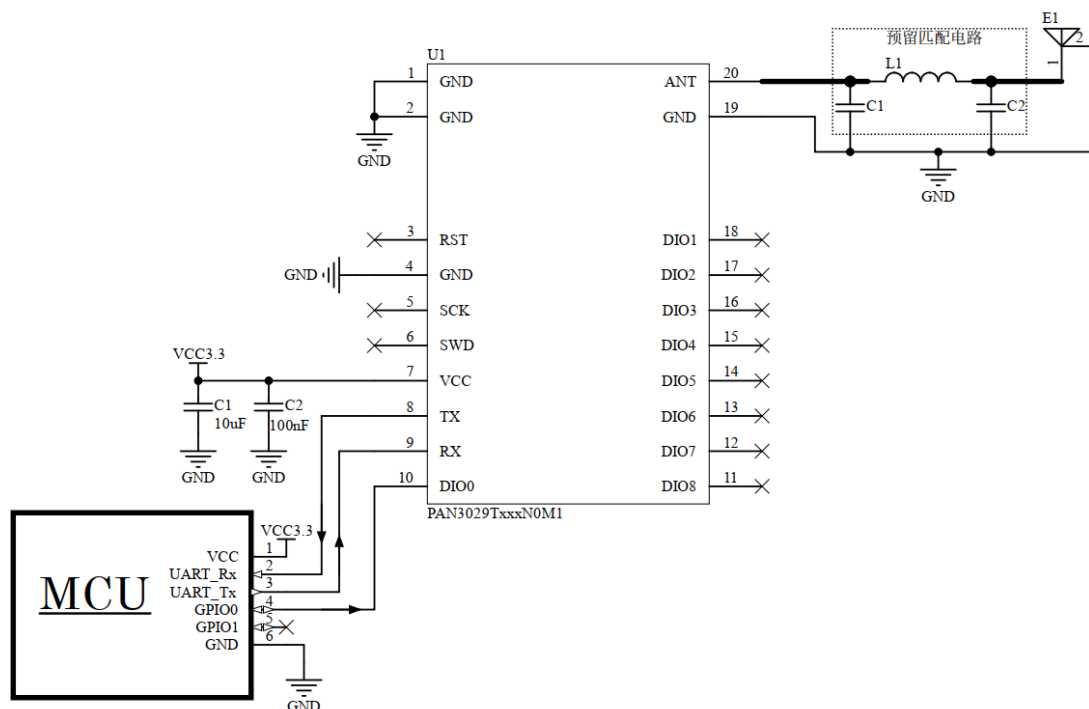 E1
预留匹配电路
2
1
L1
C1
C2
GND
U1
1 GND
2 GND
GND
3 RST
GND 4 GND
5 SCK
6 SWD
VCC3.3
7 VCC
8 TX
9 RX
10 DIO0
C1
10uF
C2
100nF
GND
GND
ANT 20
GND 19
DIO1 18
DIO2 17
DIO3 16
DIO4 15
DIO5 14
DIO6 13
DIO7 12
DIO8 11
PAN3029TxxxN0M1
MCU
VCC3.3
VCC 1
UART_Rx 2
UART_Tx 3
GPIO0 4
GPIO1 5
GND 6
GND